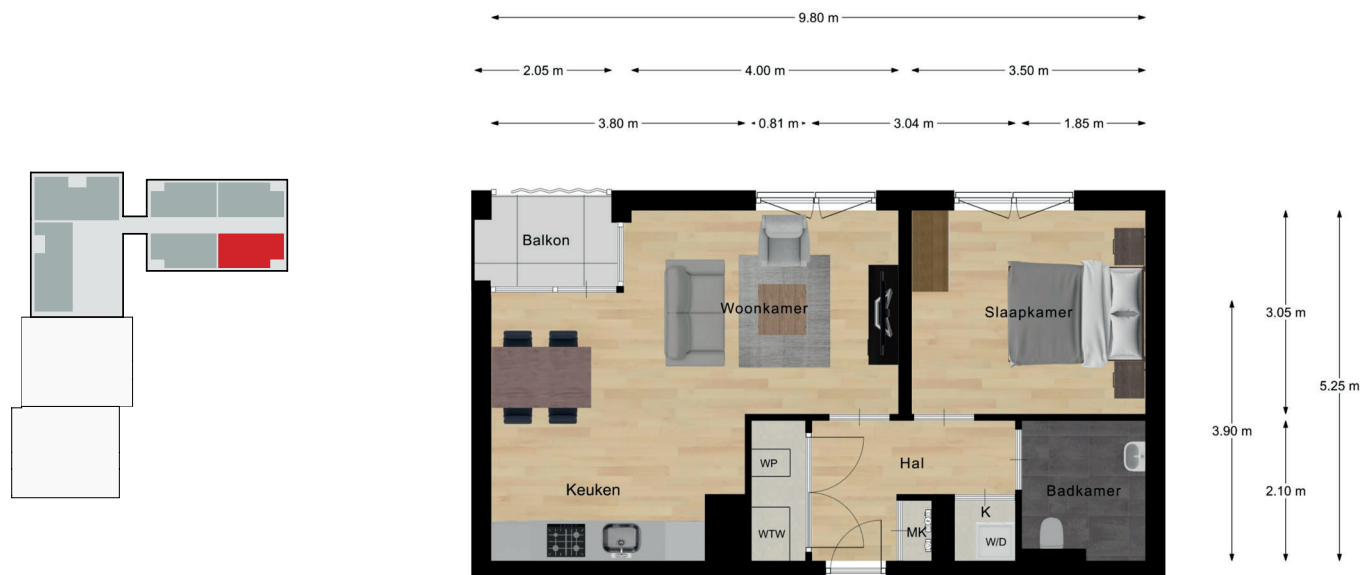 9.80 m
2.05 m
4.00 m
3.50 m
3.80 m
0.81 m
3.04 m
1.85 m
Balkon
Woonkamer
Slaapkamer
3.05 m
5.25 m
3.90 m
WP
Hal
Keuken
Badkamer
2.10 m
K
WTW
MK
W/D